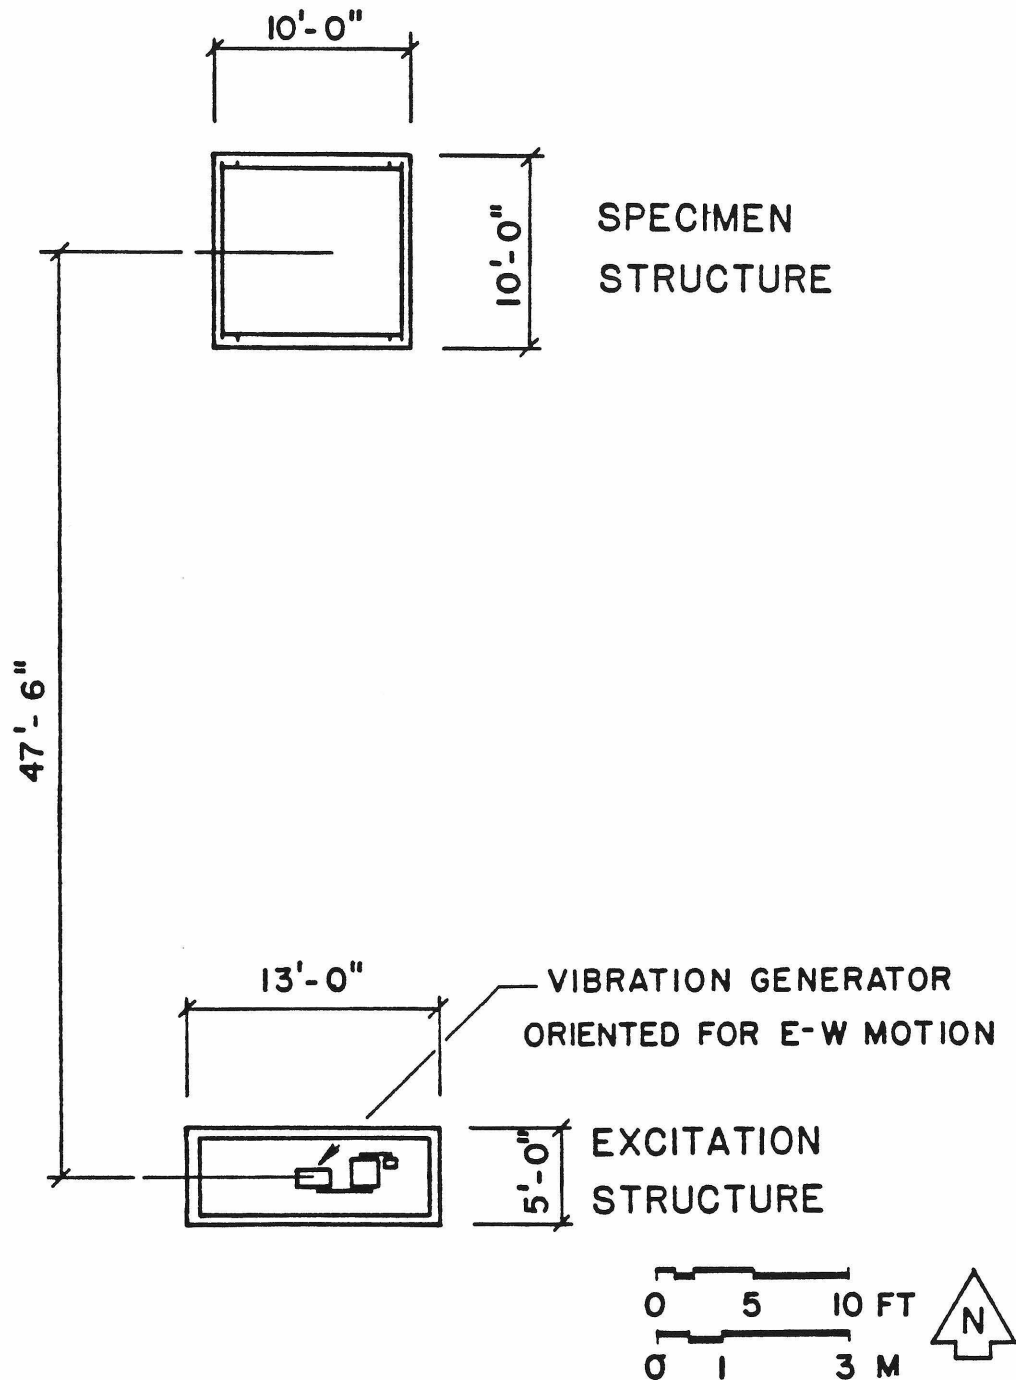 10'-0"
10'-0"
SPECIMEN
STRUCTURE
47'-6"
13'-0"
VIBRATION GENERATOR
ORIENTED FOR E-W MOTION
5'-0"
EXCITATION
STRUCTURE
0 5 10 FT
N
0 1 3 M